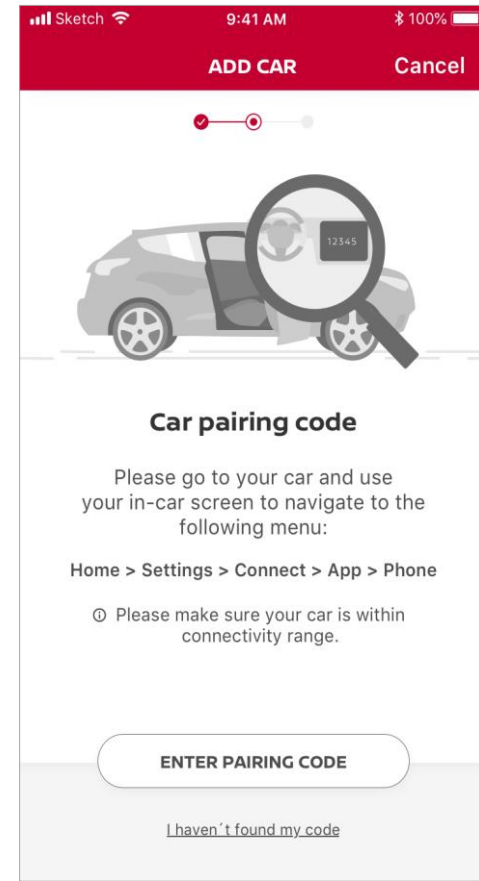 Sketch 9:41 AM 100%
ADD CAR Cancel
12345
Car pairing code
Please go to your car and use
your in-car screen to navigate to the
following menu:
Home > Settings > Connect > App > Phone
Please make sure your car is within
connectivity range.
ENTER PAIRING CODE
I haven´t found my code